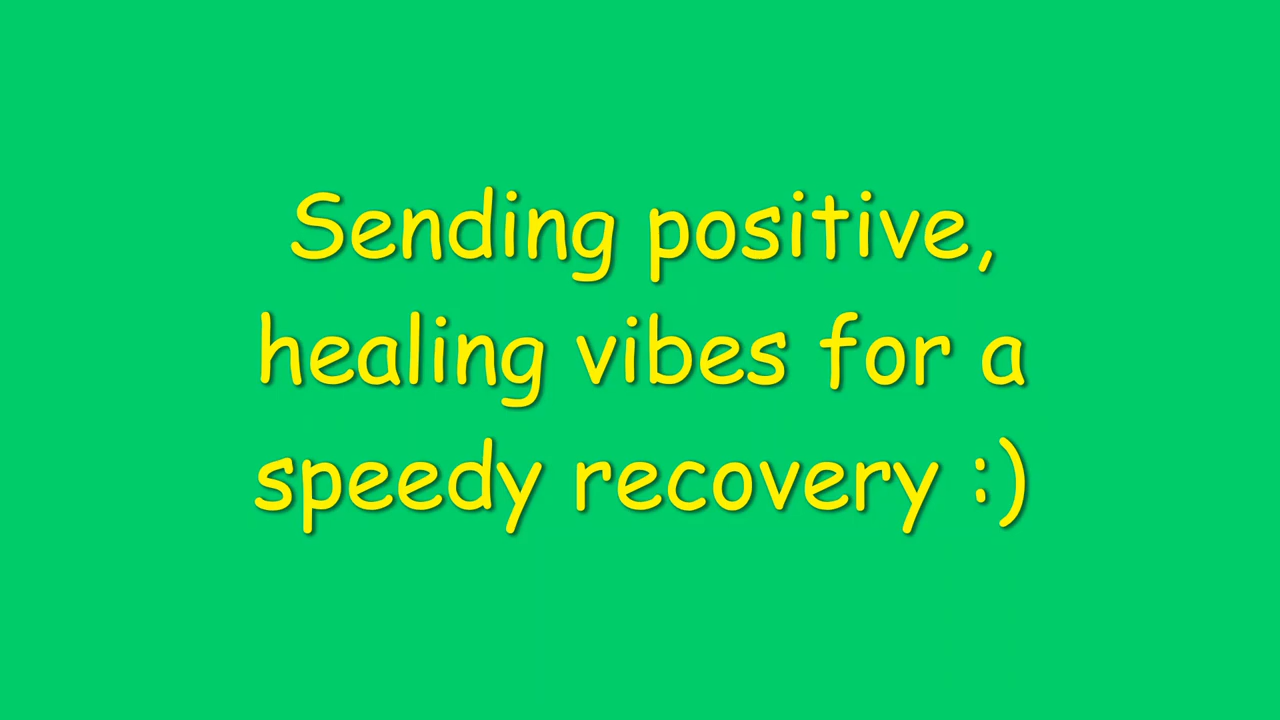 Sending positive,
healing vibes for a
speedy recovery :)